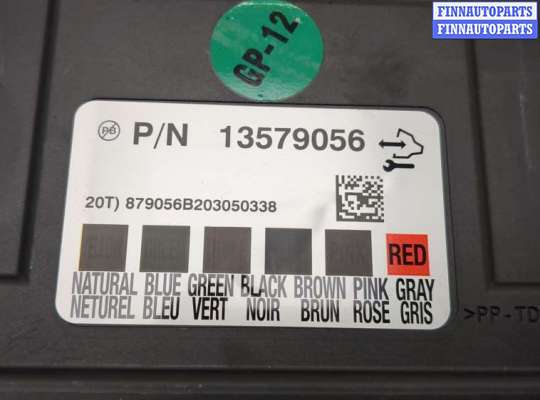 FINNAUTOPARTS
FINNAUTOPARTS
GP-12
PB
P/N 13579056
20T) 879056B203050338
RED
NATURAL BLUE GREEN BLACK BROWN PINK GRAY
NETUREL BLEU VERT NOIR BRUN ROSE GRIS
>PP-TD